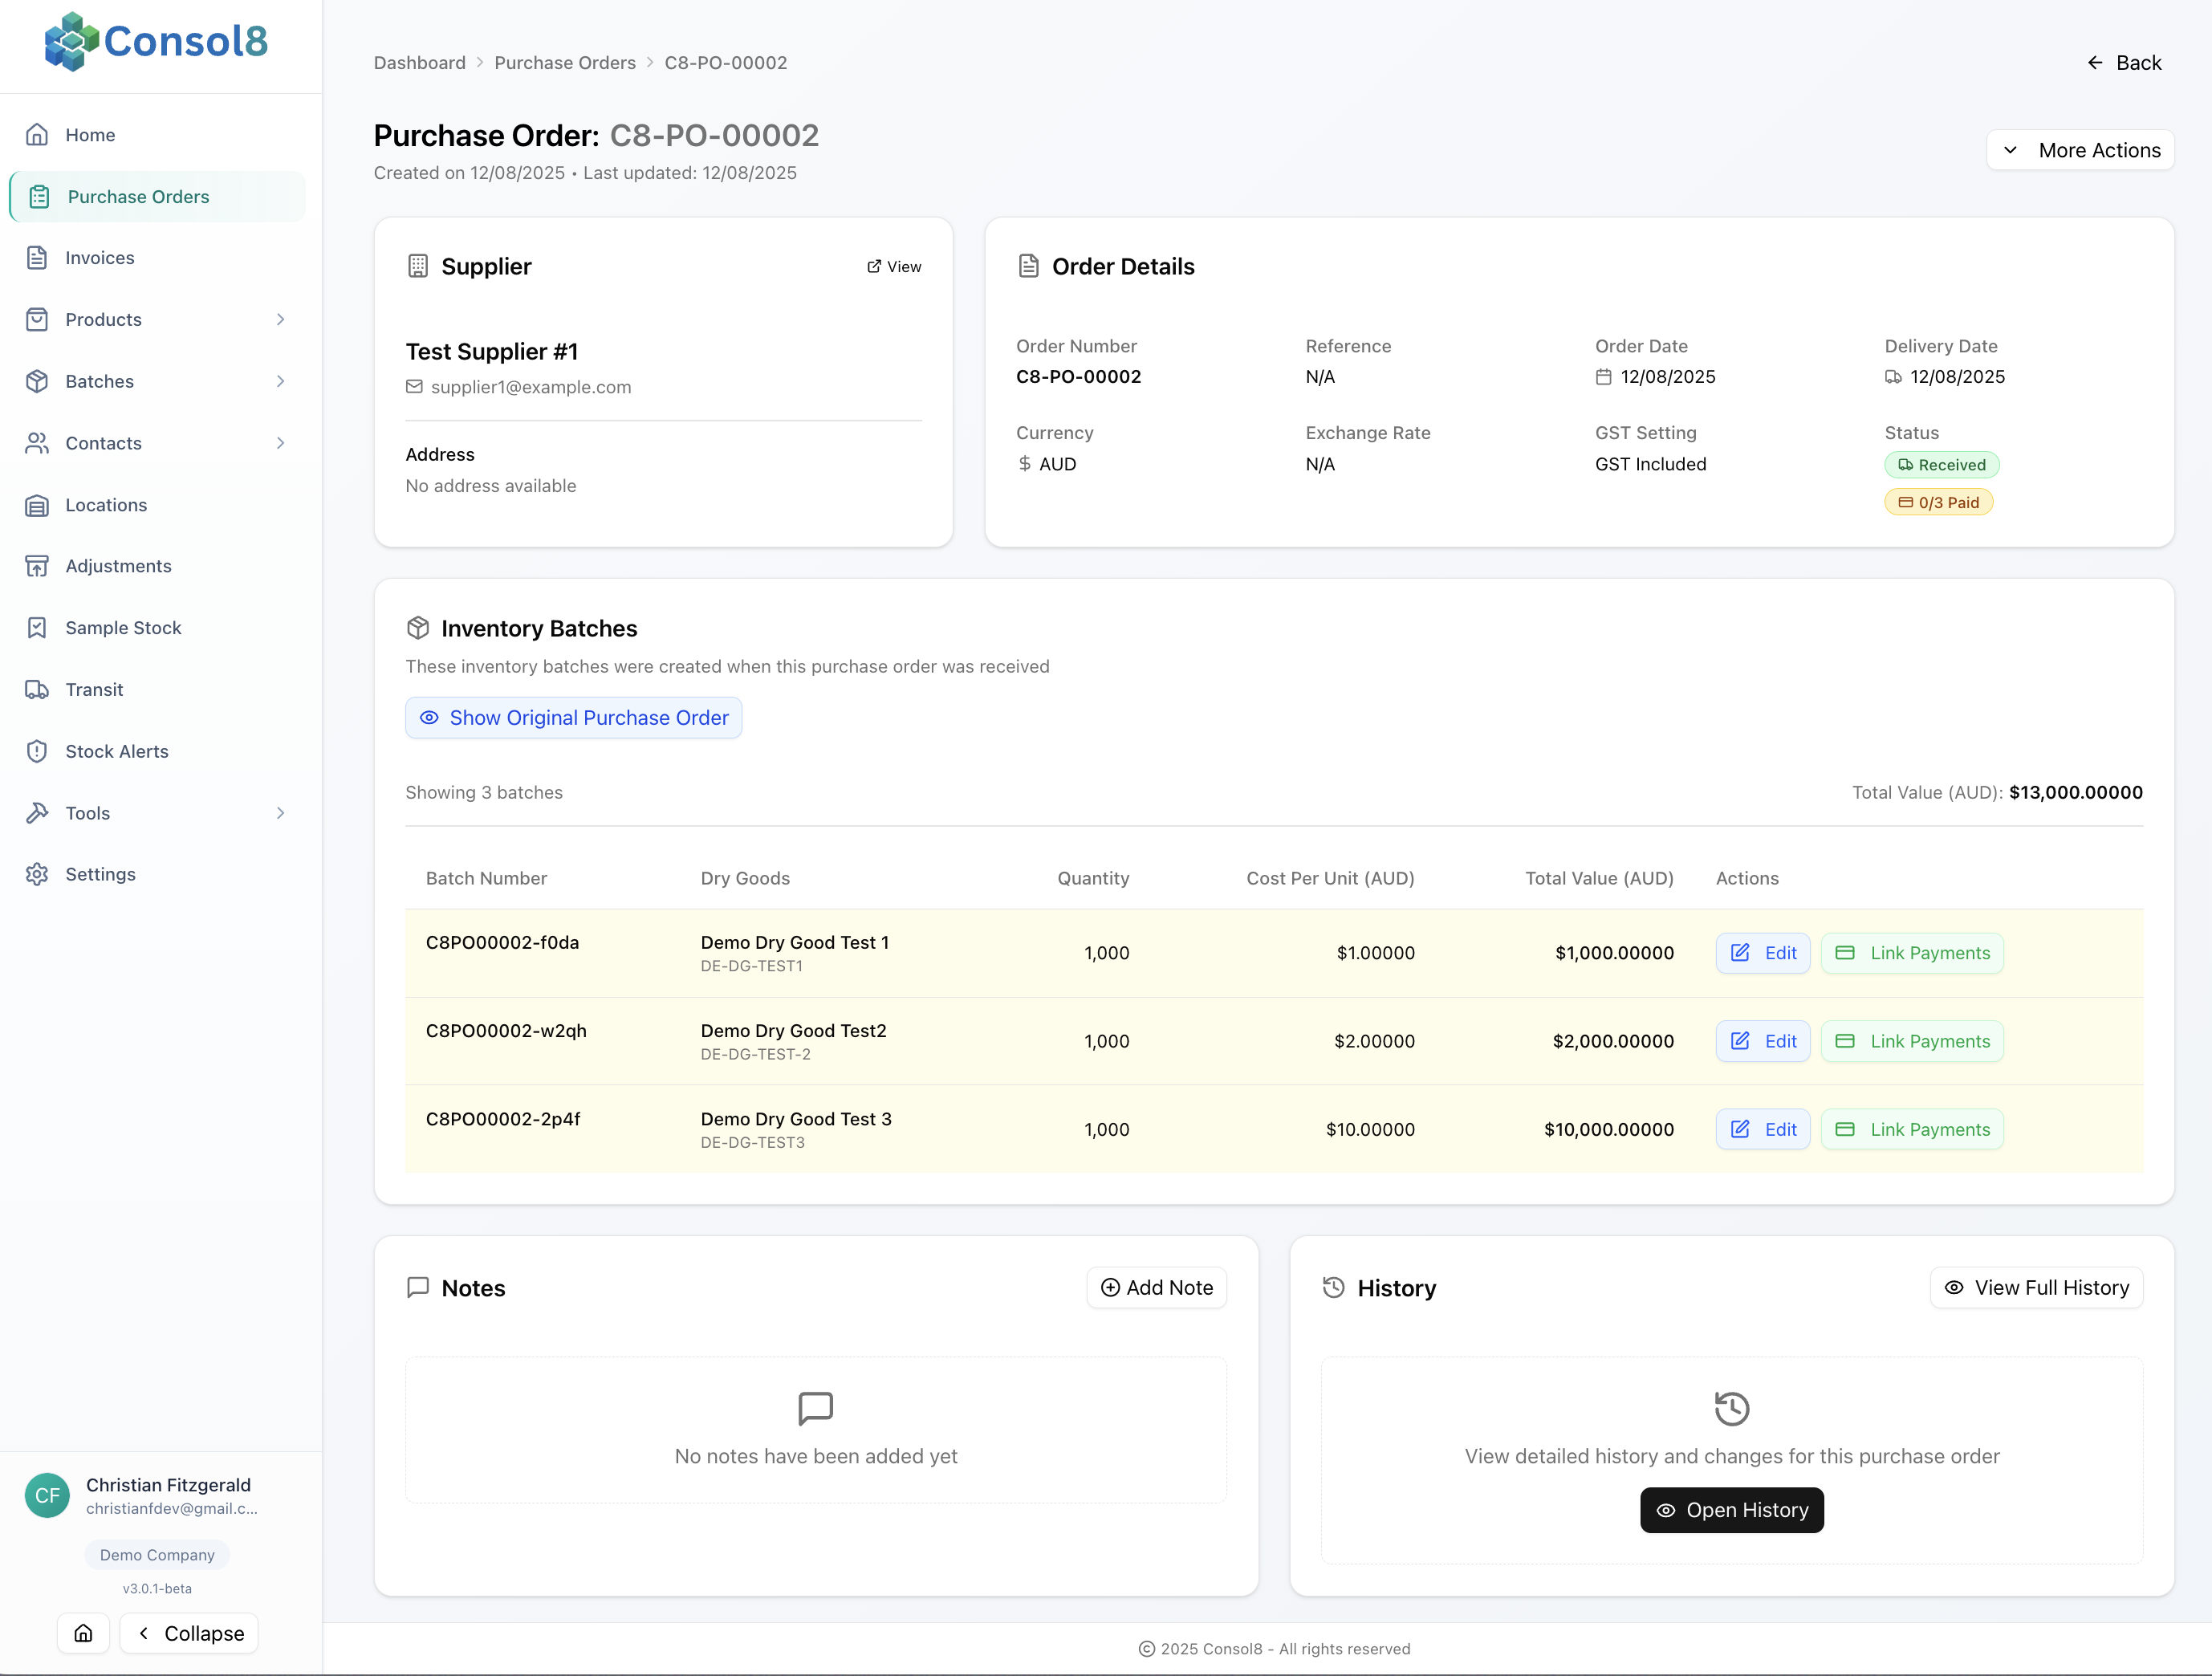 Consol8
Home
Purchase Orders
Invoices
Products
Batches
Contacts
Locations
Adjustments
Sample Stock
Transit
Stock Alerts
Tools
Settings
CF
Christian Fitzgerald
christianfdev@gmail.c...
Demo Company
v3.0.1-beta
Collapse
Dashboard > Purchase Orders > C8-PO-00002
Back
Purchase Order: C8-PO-00002
Created on 12/08/2025 • Last updated: 12/08/2025
More Actions
Supplier
View
Test Supplier #1
supplier1@example.com
Address
No address available
Order Details
Order Number Reference Order Date Delivery Date
C8-PO-00002 N/A 12/08/2025 12/08/2025
Currency Exchange Rate GST Setting Status
$ AUD N/A GST Included Received
0/3 Paid
Inventory Batches
These inventory batches were created when this purchase order was received
Show Original Purchase Order
Showing 3 batches
Total Value (AUD): $13,000.00000
Batch Number Dry Goods Quantity Cost Per Unit (AUD) Total Value (AUD) Actions
C8PO00002-f0da Demo Dry Good Test 1 1,000 $1.00000 $1,000.00000 Edit Link Payments
DE-DG-TEST1
C8PO00002-w2qh Demo Dry Good Test2 1,000 $2.00000 $2,000.00000 Edit Link Payments
DE-DG-TEST-2
C8PO00002-2p4f Demo Dry Good Test 3 1,000 $10.00000 $10,000.00000 Edit Link Payments
DE-DG-TEST3
Notes
Add Note
No notes have been added yet
History
View Full History
View detailed history and changes for this purchase order
Open History
© 2025 Consol8 - All rights reserved